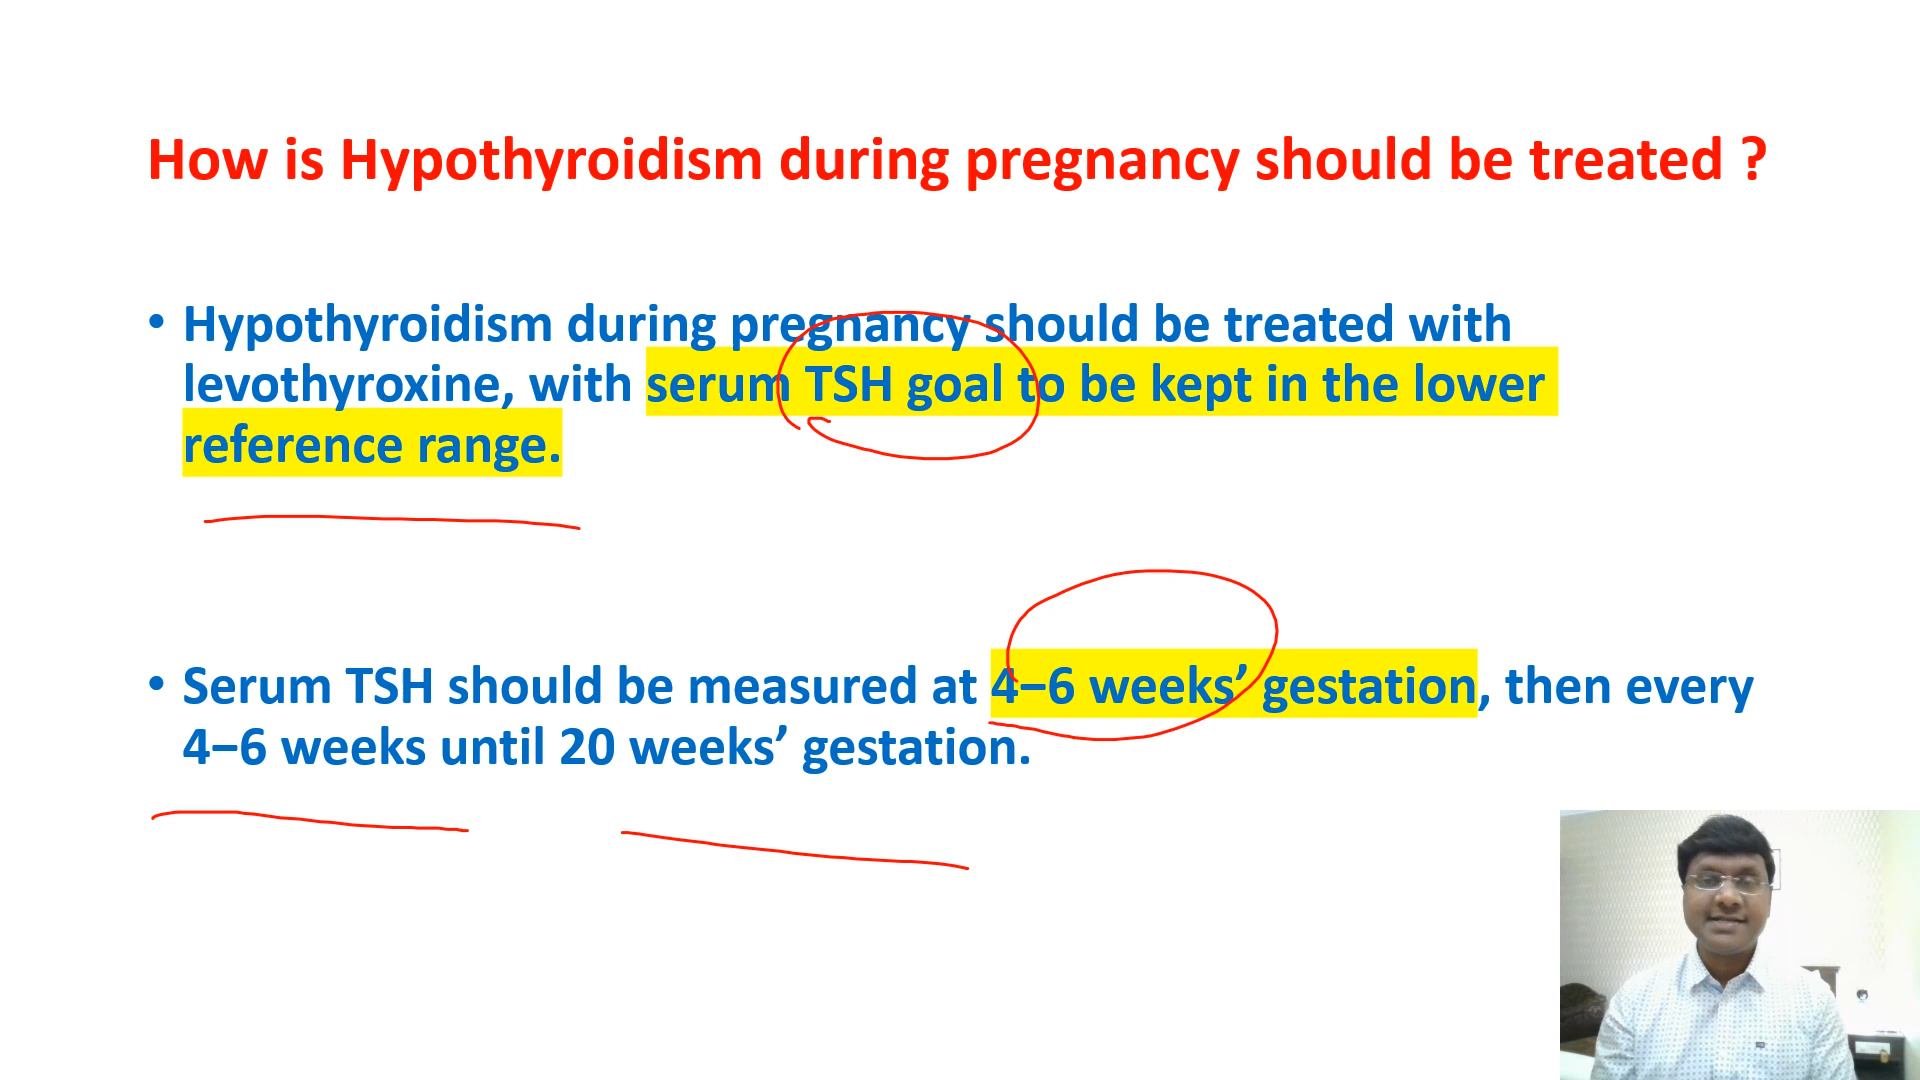 How is Hypothyroidism during pregnancy should be treated ?
• Hypothyroidism during pregnancy should be treated with
levothyroxine, with serum TSH goal to be kept in the lower
reference range.
• Serum TSH should be measured at 4–6 weeks’ gestation, then every
4–6 weeks until 20 weeks’ gestation.